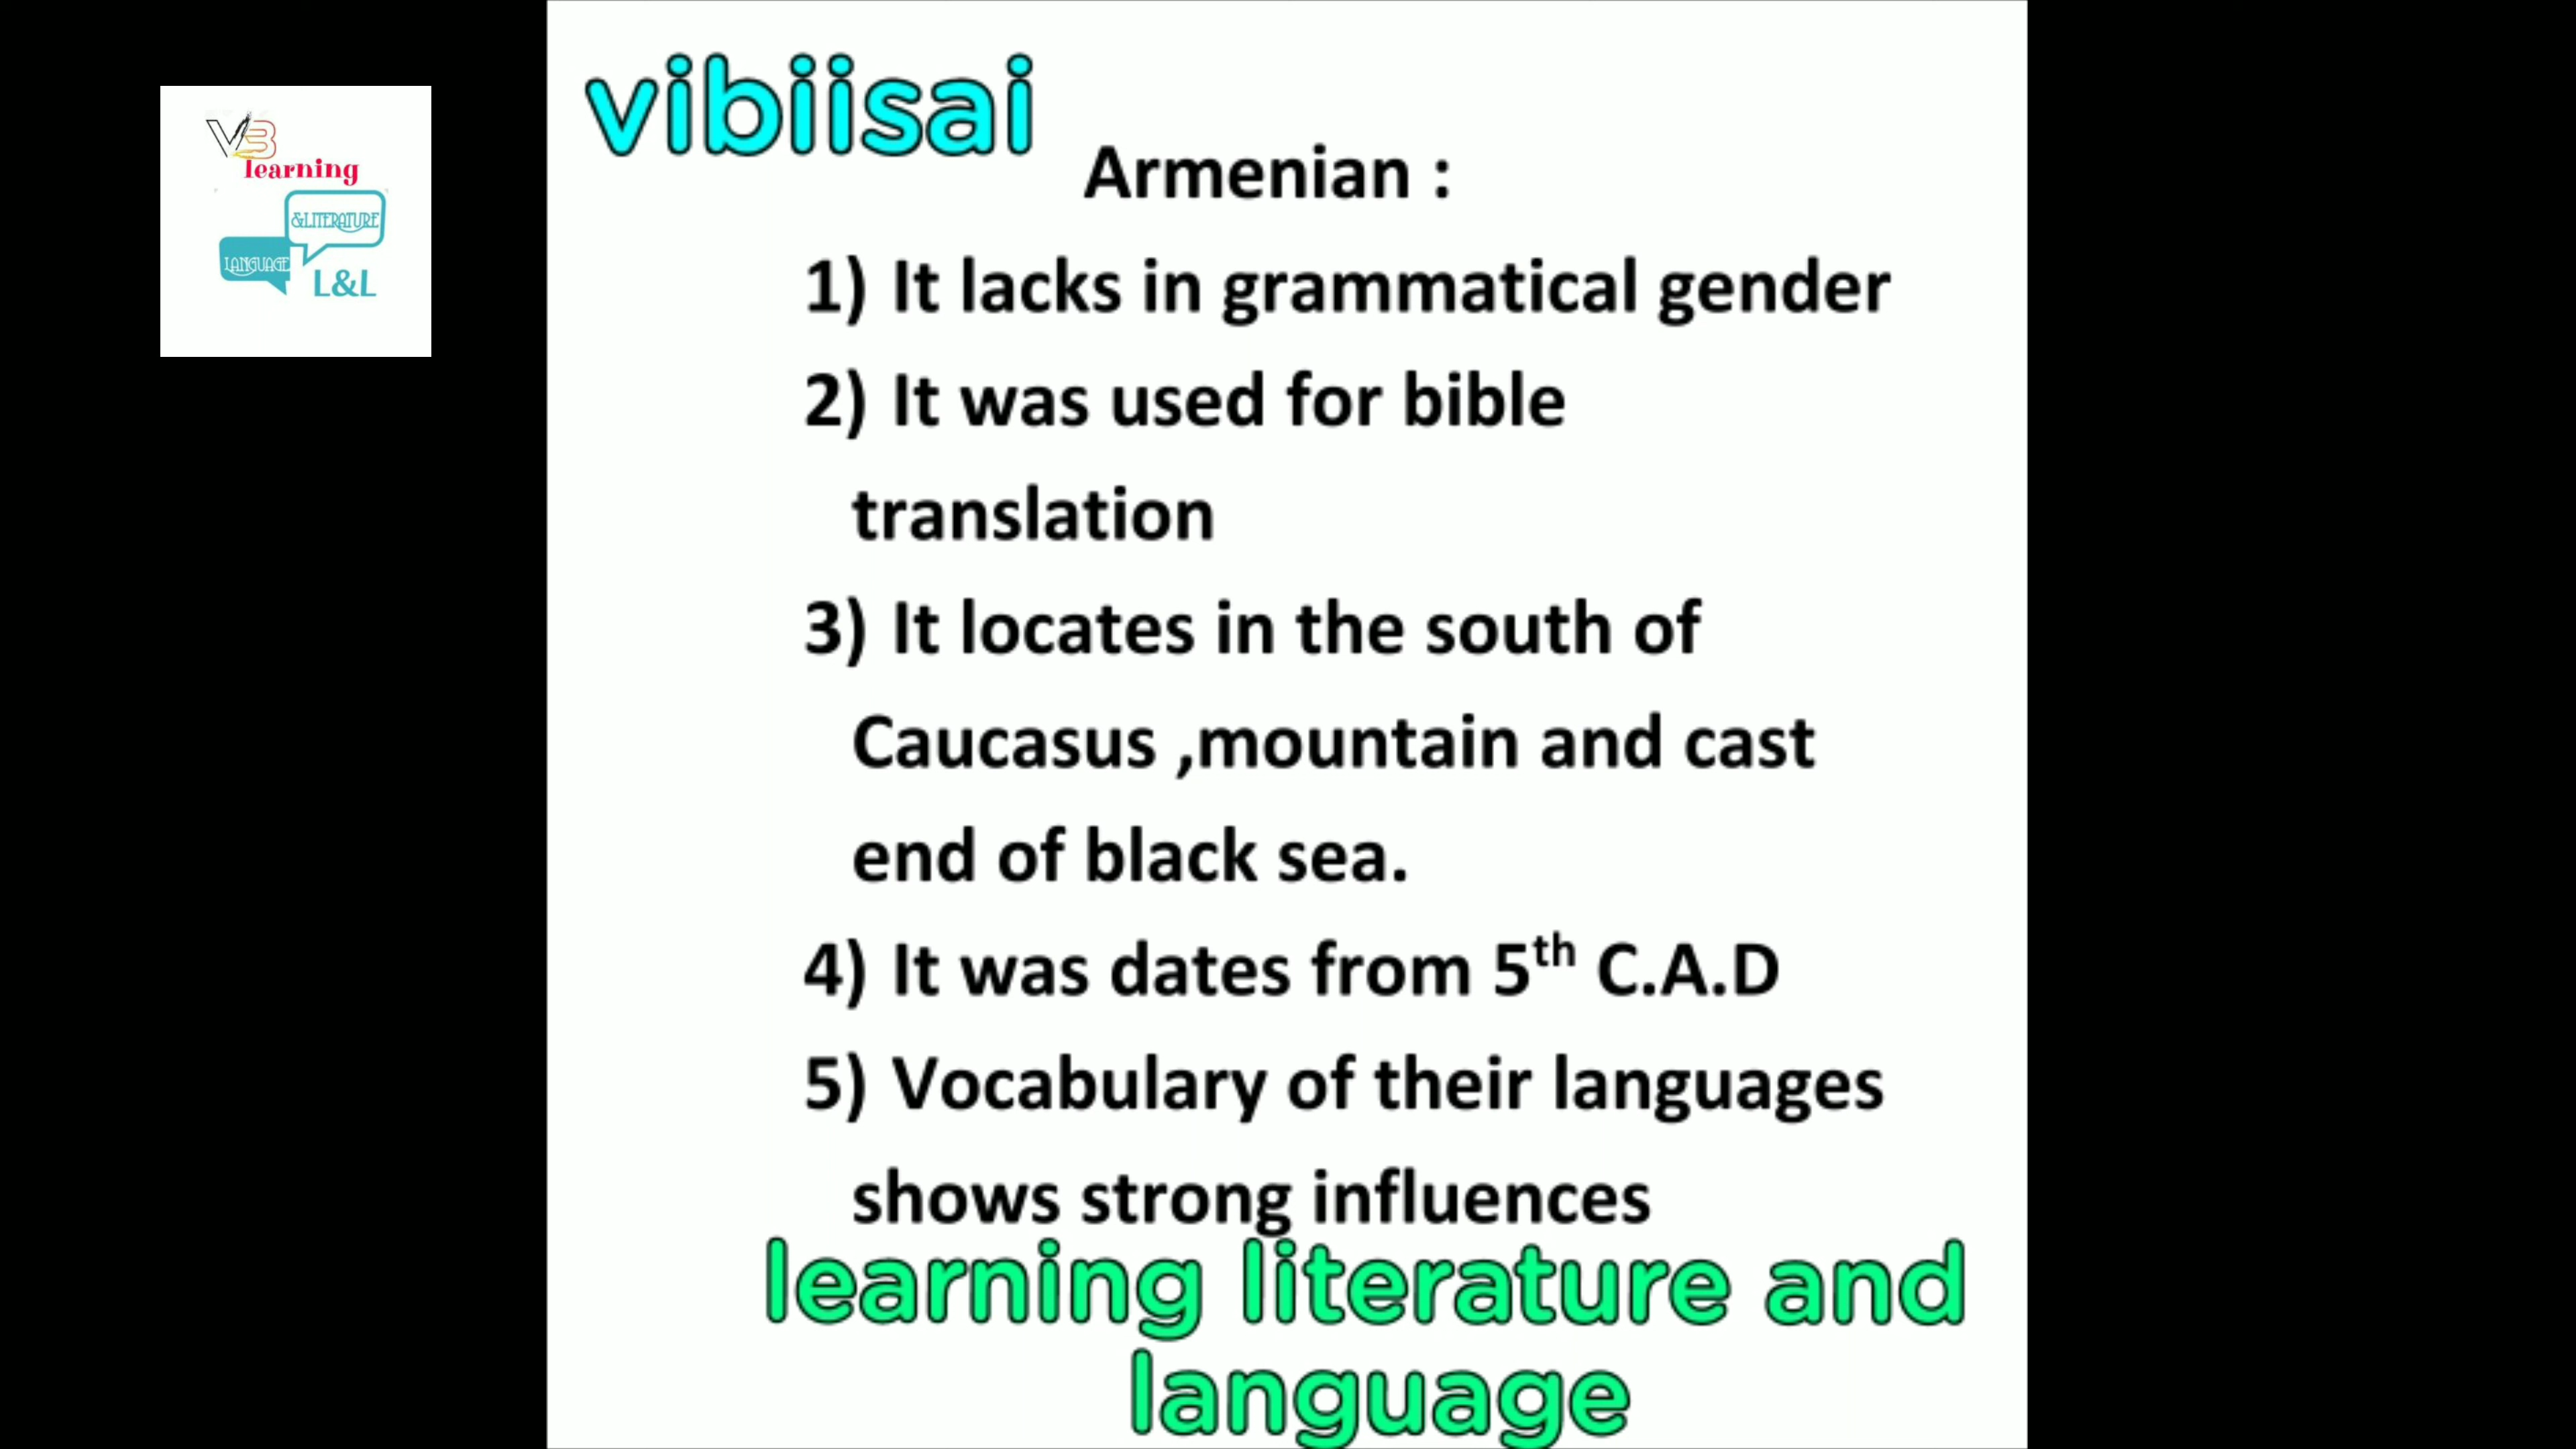 vibiisai
VB
learning
&LITERATURE
LANGUAGE
L&L
Armenian :
1) It lacks in grammatical gender
2) It was used for bible
translation
3) It locates in the south of
Caucasus ,mountain and cast
end of black sea.
4) It was dates from 5th C.A.D
5) Vocabulary of their languages
shows strong influences
learning literature and
language